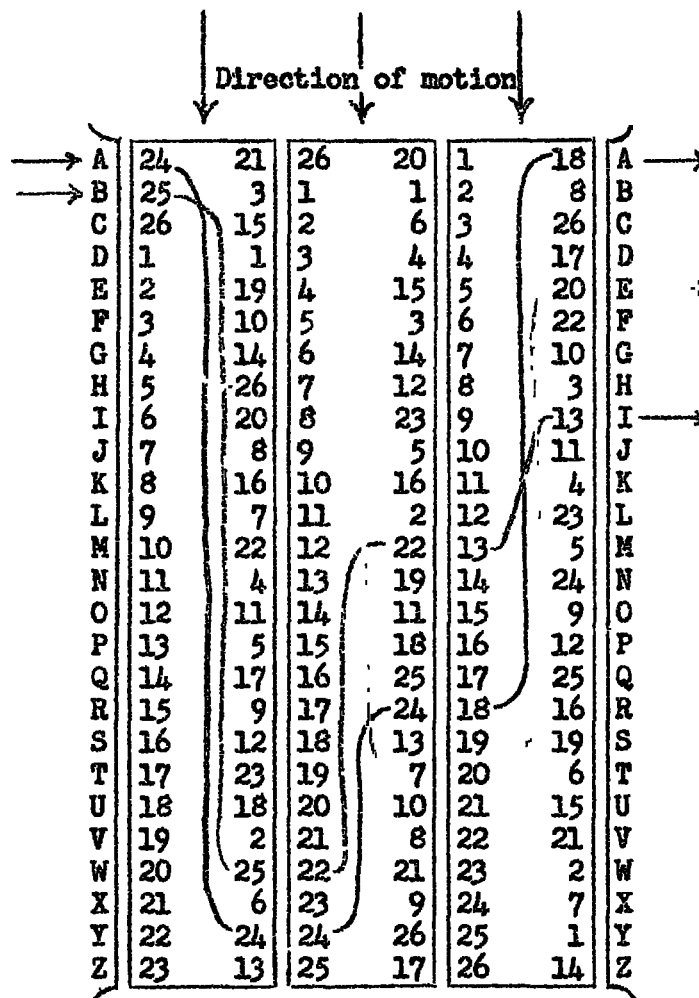 Direction of motion
A 24 21 26 20 1 18 A
B 25 3 1 1 2 8 B
C 26 15 2 6 3 26 C
D 1 1 3 4 4 17 D
E 2 19 4 15 5 20 E
F 3 10 5 3 6 22 F
G 4 14 6 14 7 10 G
H 5 26 7 12 8 3 H
I 6 20 8 23 9 13 I
J 7 8 9 5 10 11 J
K 8 16 10 16 11 4 K
L 9 7 11 2 12 23 L
M 10 22 12 22 13 5 M
N 11 4 13 19 14 24 N
O 12 11 14 11 15 9 O
P 13 5 15 18 16 12 P
Q 14 17 16 25 17 25 Q
R 15 9 17 24 18 16 R
S 16 12 18 13 19 19 S
T 17 23 19 7 20 6 T
U 18 18 20 10 21 15 U
V 19 2 21 8 22 21 V
W 20 25 22 21 23 2 W
X 21 6 23 9 24 7 X
Y 22 24 24 26 25 1 Y
Z 23 13 25 17 26 14 Z